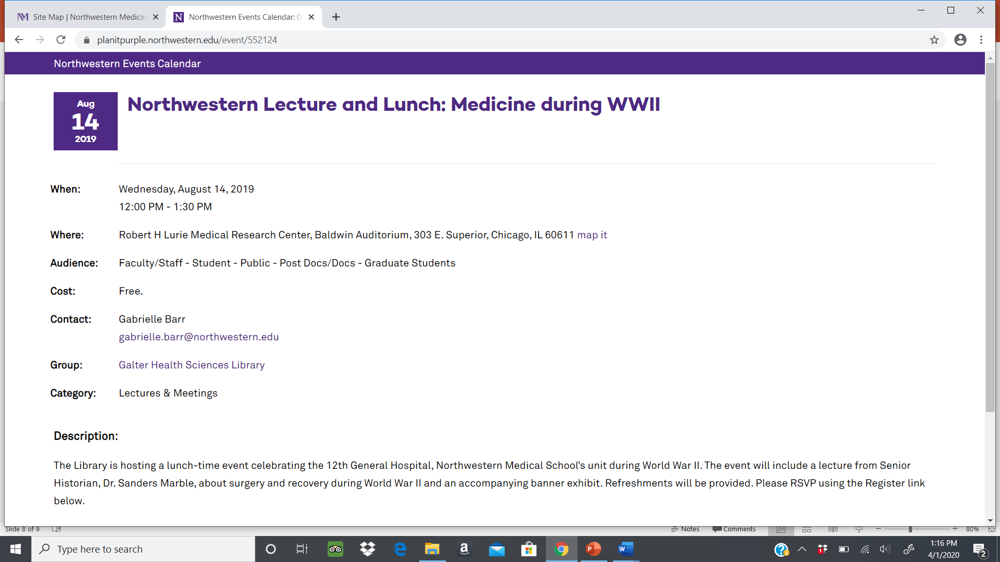 Site Map | Northwestern Medicin
Northwestern Events Calendar: 0
planitpurple.northwestern.edu/event/552124
Northwestern Events Calendar
Aug
14
2019
Northwestern Lecture and Lunch: Medicine during WWII
When: Wednesday, August 14, 2019
12:00 PM - 1:30 PM
Where: Robert H Lurie Medical Research Center, Baldwin Auditorium, 303 E. Superior, Chicago, IL 60611 map it
Audience: Faculty/Staff - Student - Public - Post Docs/Docs - Graduate Students
Cost: Free.
Contact: Gabrielle Barr
gabrielle.barr@northwestern.edu
Group: Galter Health Sciences Library
Category: Lectures & Meetings
Description:
The Library is hosting a lunch-time event celebrating the 12th General Hospital, Northwestern Medical School’s unit during World War II. The event will include a lecture from Senior
Historian, Dr. Sanders Marble, about surgery and recovery during World War II and an accompanying banner exhibit. Refreshments will be provided. Please RSVP using the Register link
below.
Slide 8 of 9 Notes Comments 80%
Type here to search
1:16 PM
4/1/2020
2